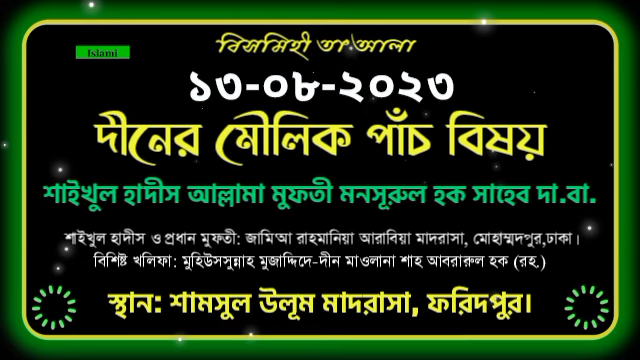 Islami
বিসমিহী তা'আলা
১৩-০৮-২০২৩
দীনের মৌলিক পাঁচ বিষয়
শাইখুল হাদীস আল্লামা মুফতী মনসূরুল হক সাহেব দা.বা.
শাইখুল হাদীস ও প্রধান মুফতী: জামি'আ রাহমানিয়া আরাবিয়া মাদরাসা, মোহাম্মদপুর,ঢাকা।
বিশিষ্ট খলিফা: মুহিউসসুন্নাহ মুজাদ্দিদে-দীন মাওলানা শাহ আবরারুল হক (রহ.)
স্থান: শামসুল উলূম মাদরাসা, ফরিদপুর।